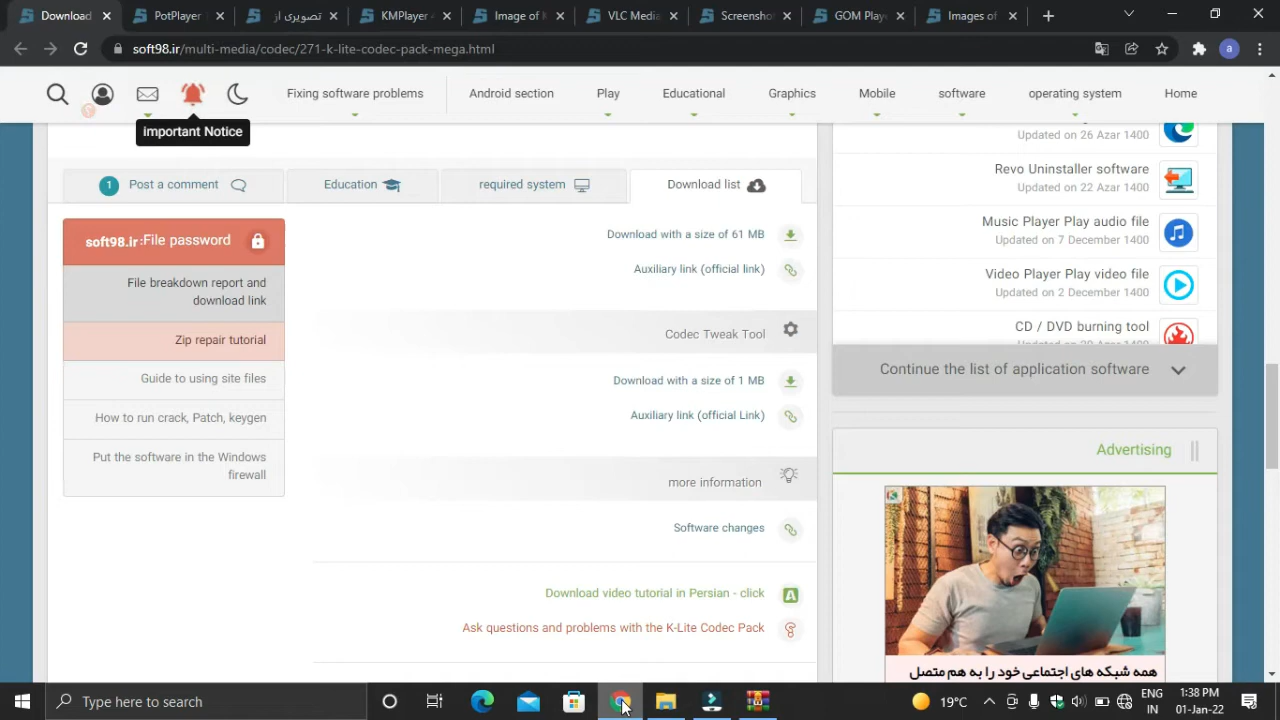 Download
PotPlayer
تصویری از
KMPlayer
Image of K
VLC Medi
Screensho
GOM Play
Images of
soft98.ir/multi-media/codec/271-k-lite-codec-pack-mega.html
a
Fixing software problems
Android section
Play
Educational
Graphics
Mobile
software
operating system
Home
important Notice
1 Post a comment
Education
required system
Download list
soft98.ir:File password
File breakdown report and
download link
Zip repair tutorial
Guide to using site files
How to run crack, Patch, keygen
Put the software in the Windows
firewall
Download with a size of 61 MB
Auxiliary link (official link)
Codec Tweak Tool
Download with a size of 1 MB
Auxiliary link (official Link)
more information
Software changes
Download video tutorial in Persian - click
A
Ask questions and problems with the K-Lite Codec Pack
Updated on 26 Azar 1400
Revo Uninstaller software
Updated on 22 Azar 1400
Music Player Play audio file
Updated on 7 December 1400
Video Player Play video file
Updated on 2 December 1400
CD / DVD burning tool
Continue the list of application software
Advertising
همه شبکه های اجتماعی خود را به هم متصل
Type here to search
19°C
ENG
IN
1:38 PM
01-Jan-22